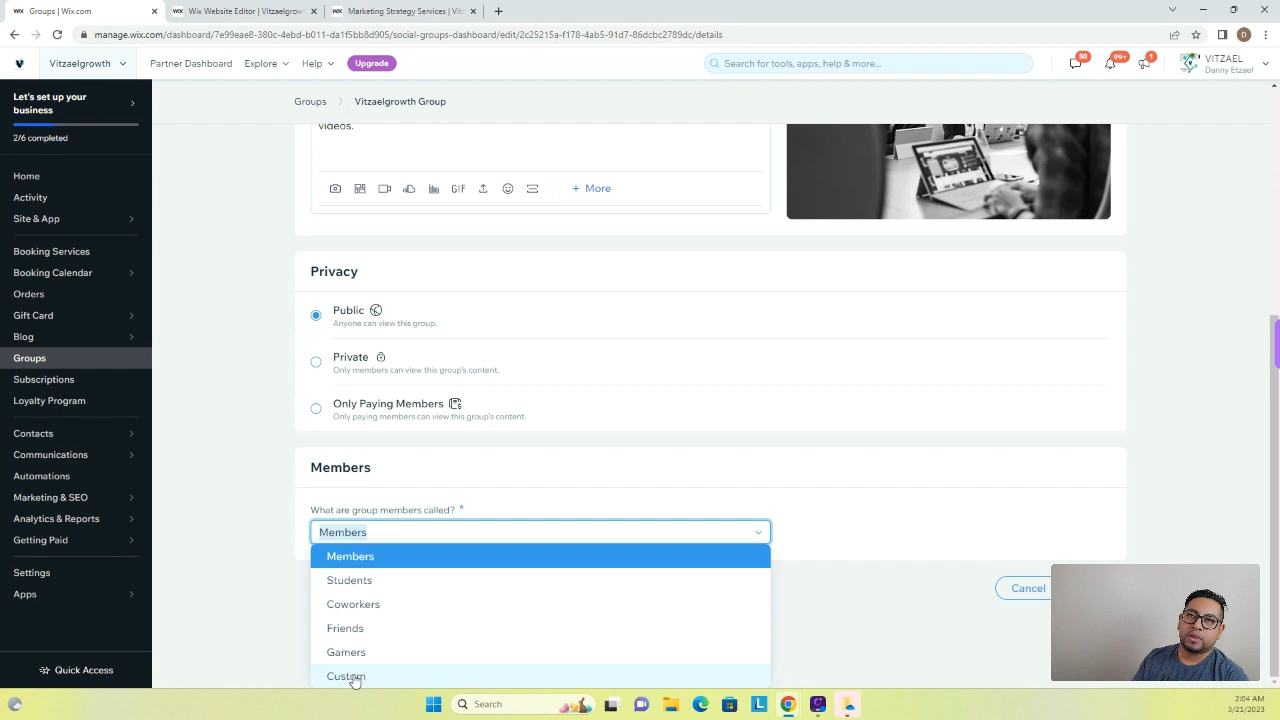 Groups | Wix.com
Wix Website Editor | Vitzaelgrow
Marketing Strategy Services | Vit
manage.wix.com/dashboard/7e99eae8-380c-4ebd-b011-da1f5bb8d905/social-groups-dashboard/edit/2c25215a-f178-4ab5-91d7-86dcbc2789dc/details
D
Vitzaelgrowth
Partner Dashboard
Explore
Help
Upgrade
Search for tools, apps, help & more...
50
99+
1
VITZAEL
Danny Etzael
Let's set up your
business
2/6 completed
Home
Activity
Site & App
Booking Services
Booking Calendar
Orders
Gift Card
Blog
Groups
Subscriptions
Loyalty Program
Contacts
Communications
Automations
Marketing & SEO
Analytics & Reports
Getting Paid
Settings
Apps
Quick Access
Groups
Vitzaelgrowth Group
videos.
GIF
+ More
Privacy
Public
Anyone can view this group.
Private
Only members can view this group's content.
Only Paying Members
Only paying members can view this group's content.
Members
What are group members called? *
Members
Members
Students
Coworkers
Friends
Gamers
Custom
Cancel
Search
2:04 AM
3/21/2023